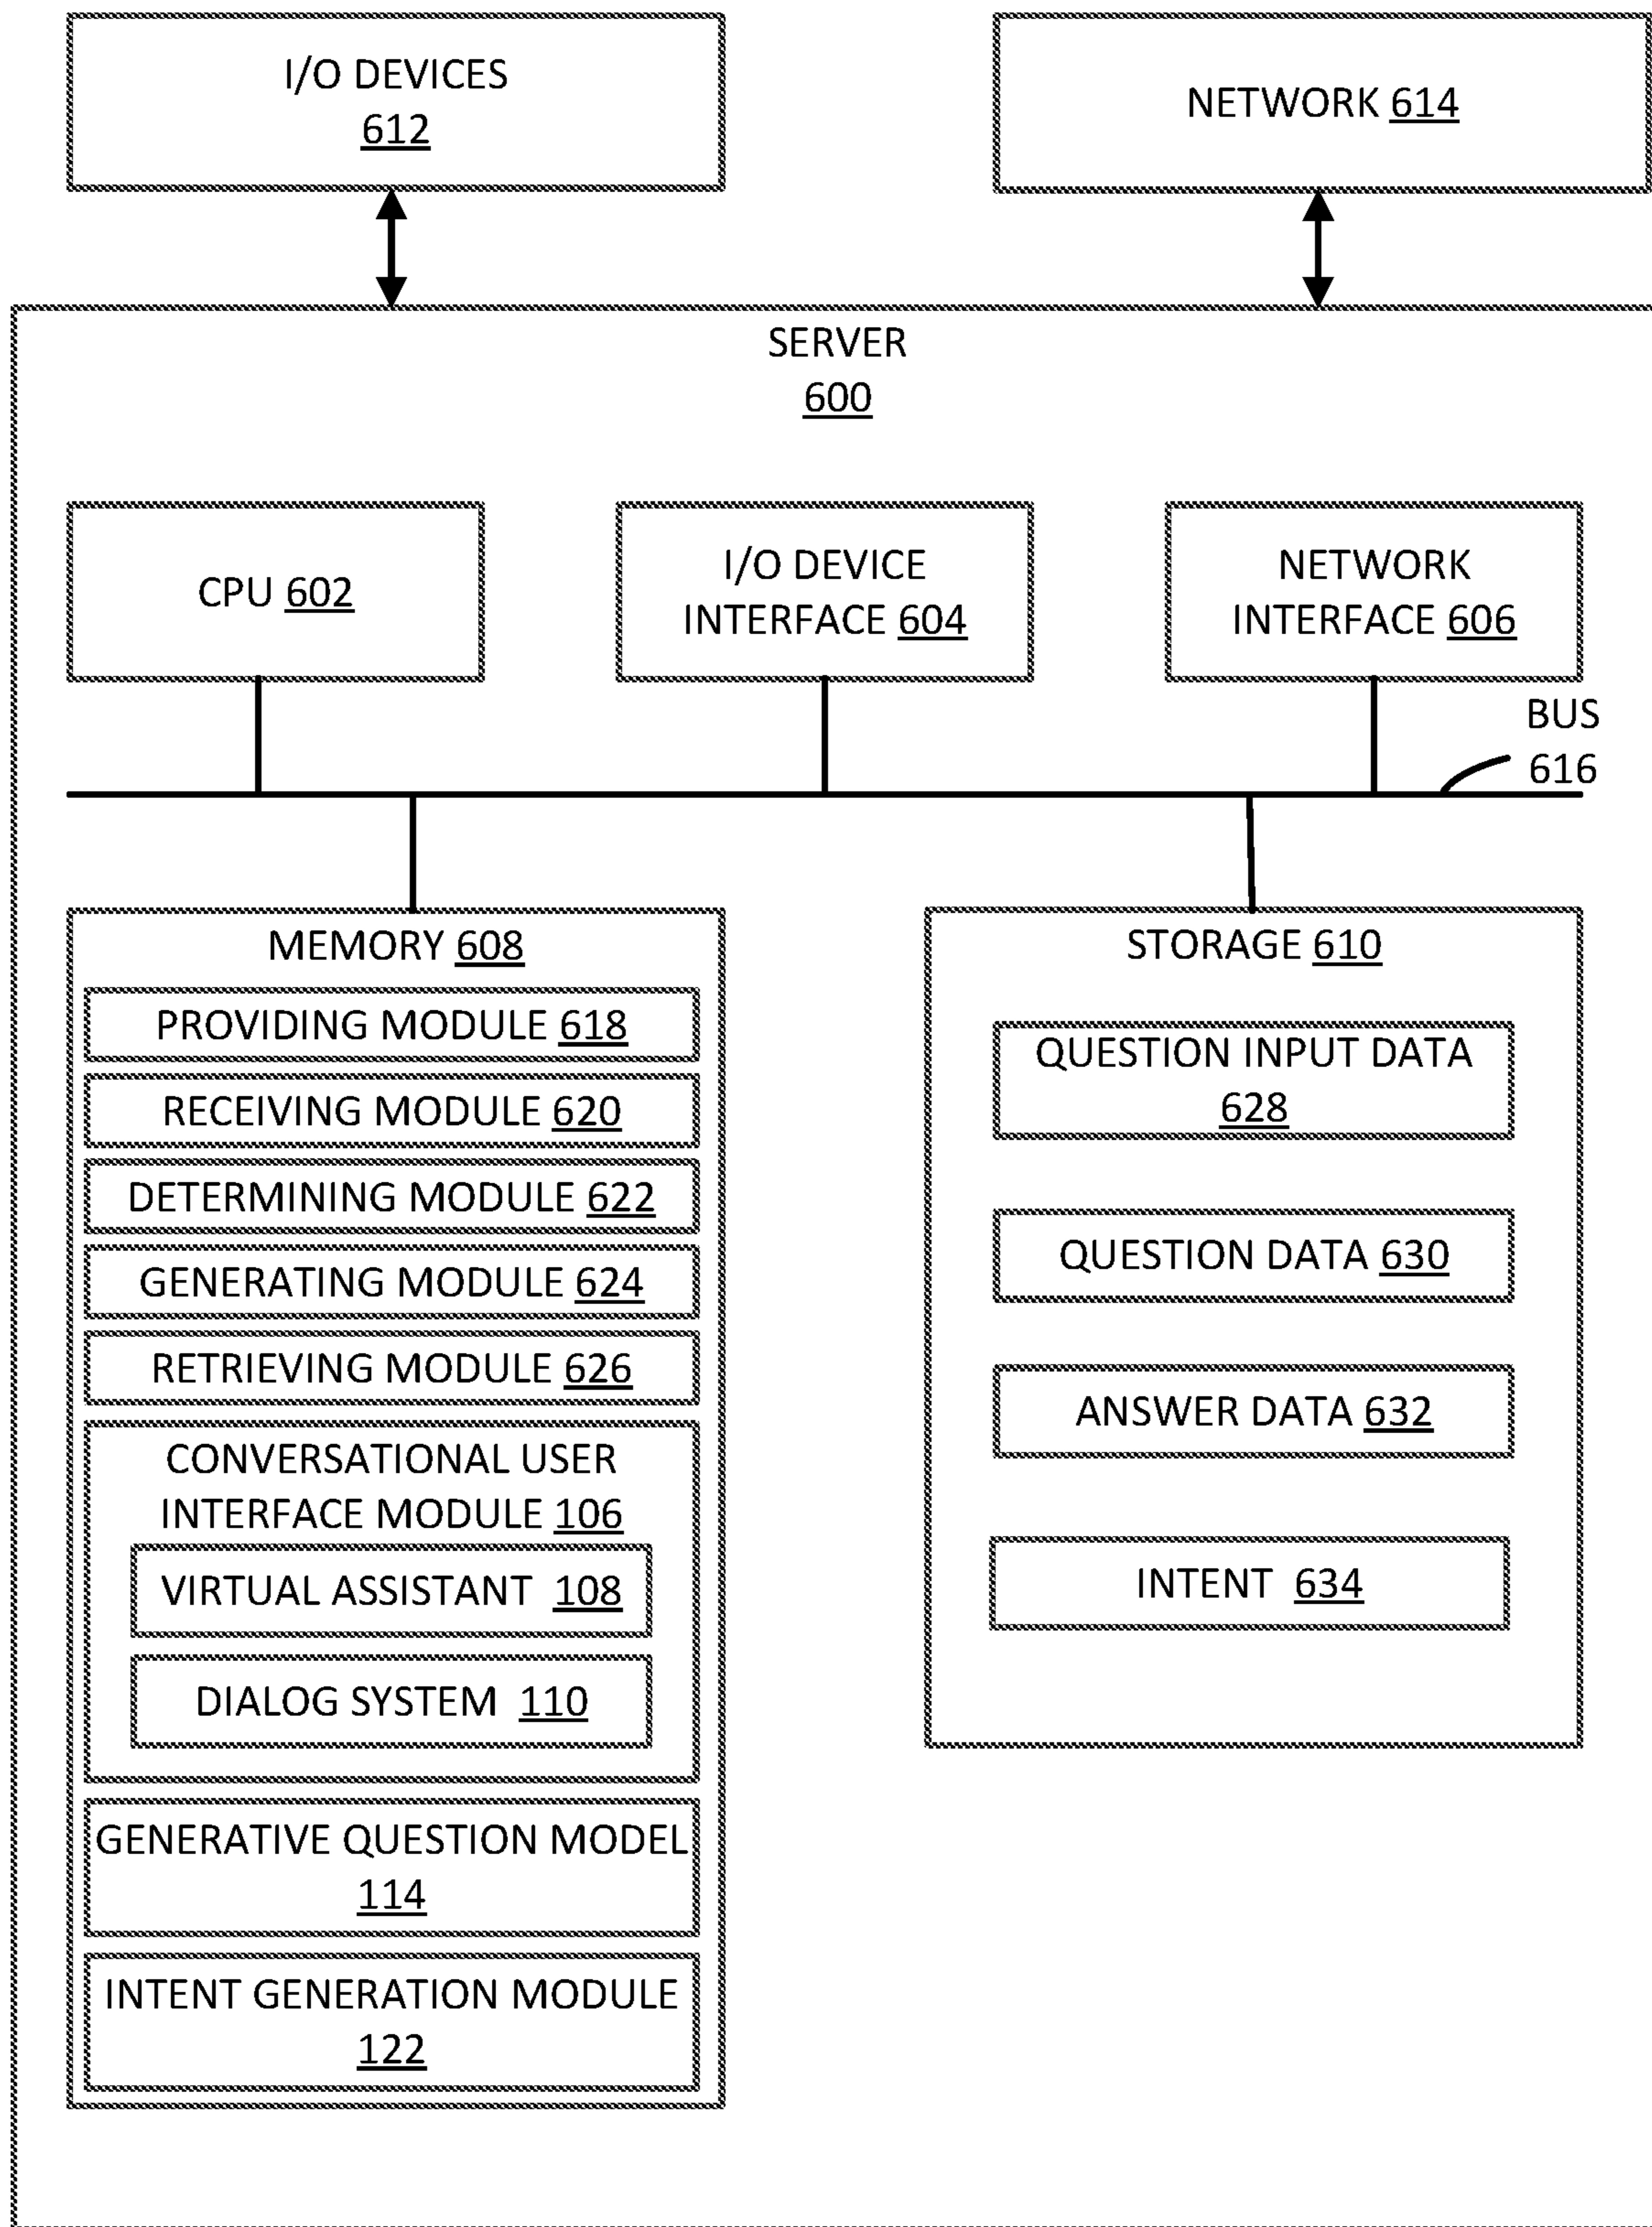 I/O DEVICES
612
NETWORK 614
SERVER
600
CPU 602
I/O DEVICE
INTERFACE 604
NETWORK
INTERFACE 606
BUS
616
MEMORY 608
PROVIDING MODULE 618
RECEIVING MODULE 620
DETERMINING MODULE 622
GENERATING MODULE 624
RETRIEVING MODULE 626
CONVERSATIONAL USER
INTERFACE MODULE 106
VIRTUAL ASSISTANT 108
DIALOG SYSTEM 110
GENERATIVE QUESTION MODEL
114
INTENT GENERATION MODULE
122
STORAGE 610
QUESTION INPUT DATA
628
QUESTION DATA 630
ANSWER DATA 632
INTENT 634